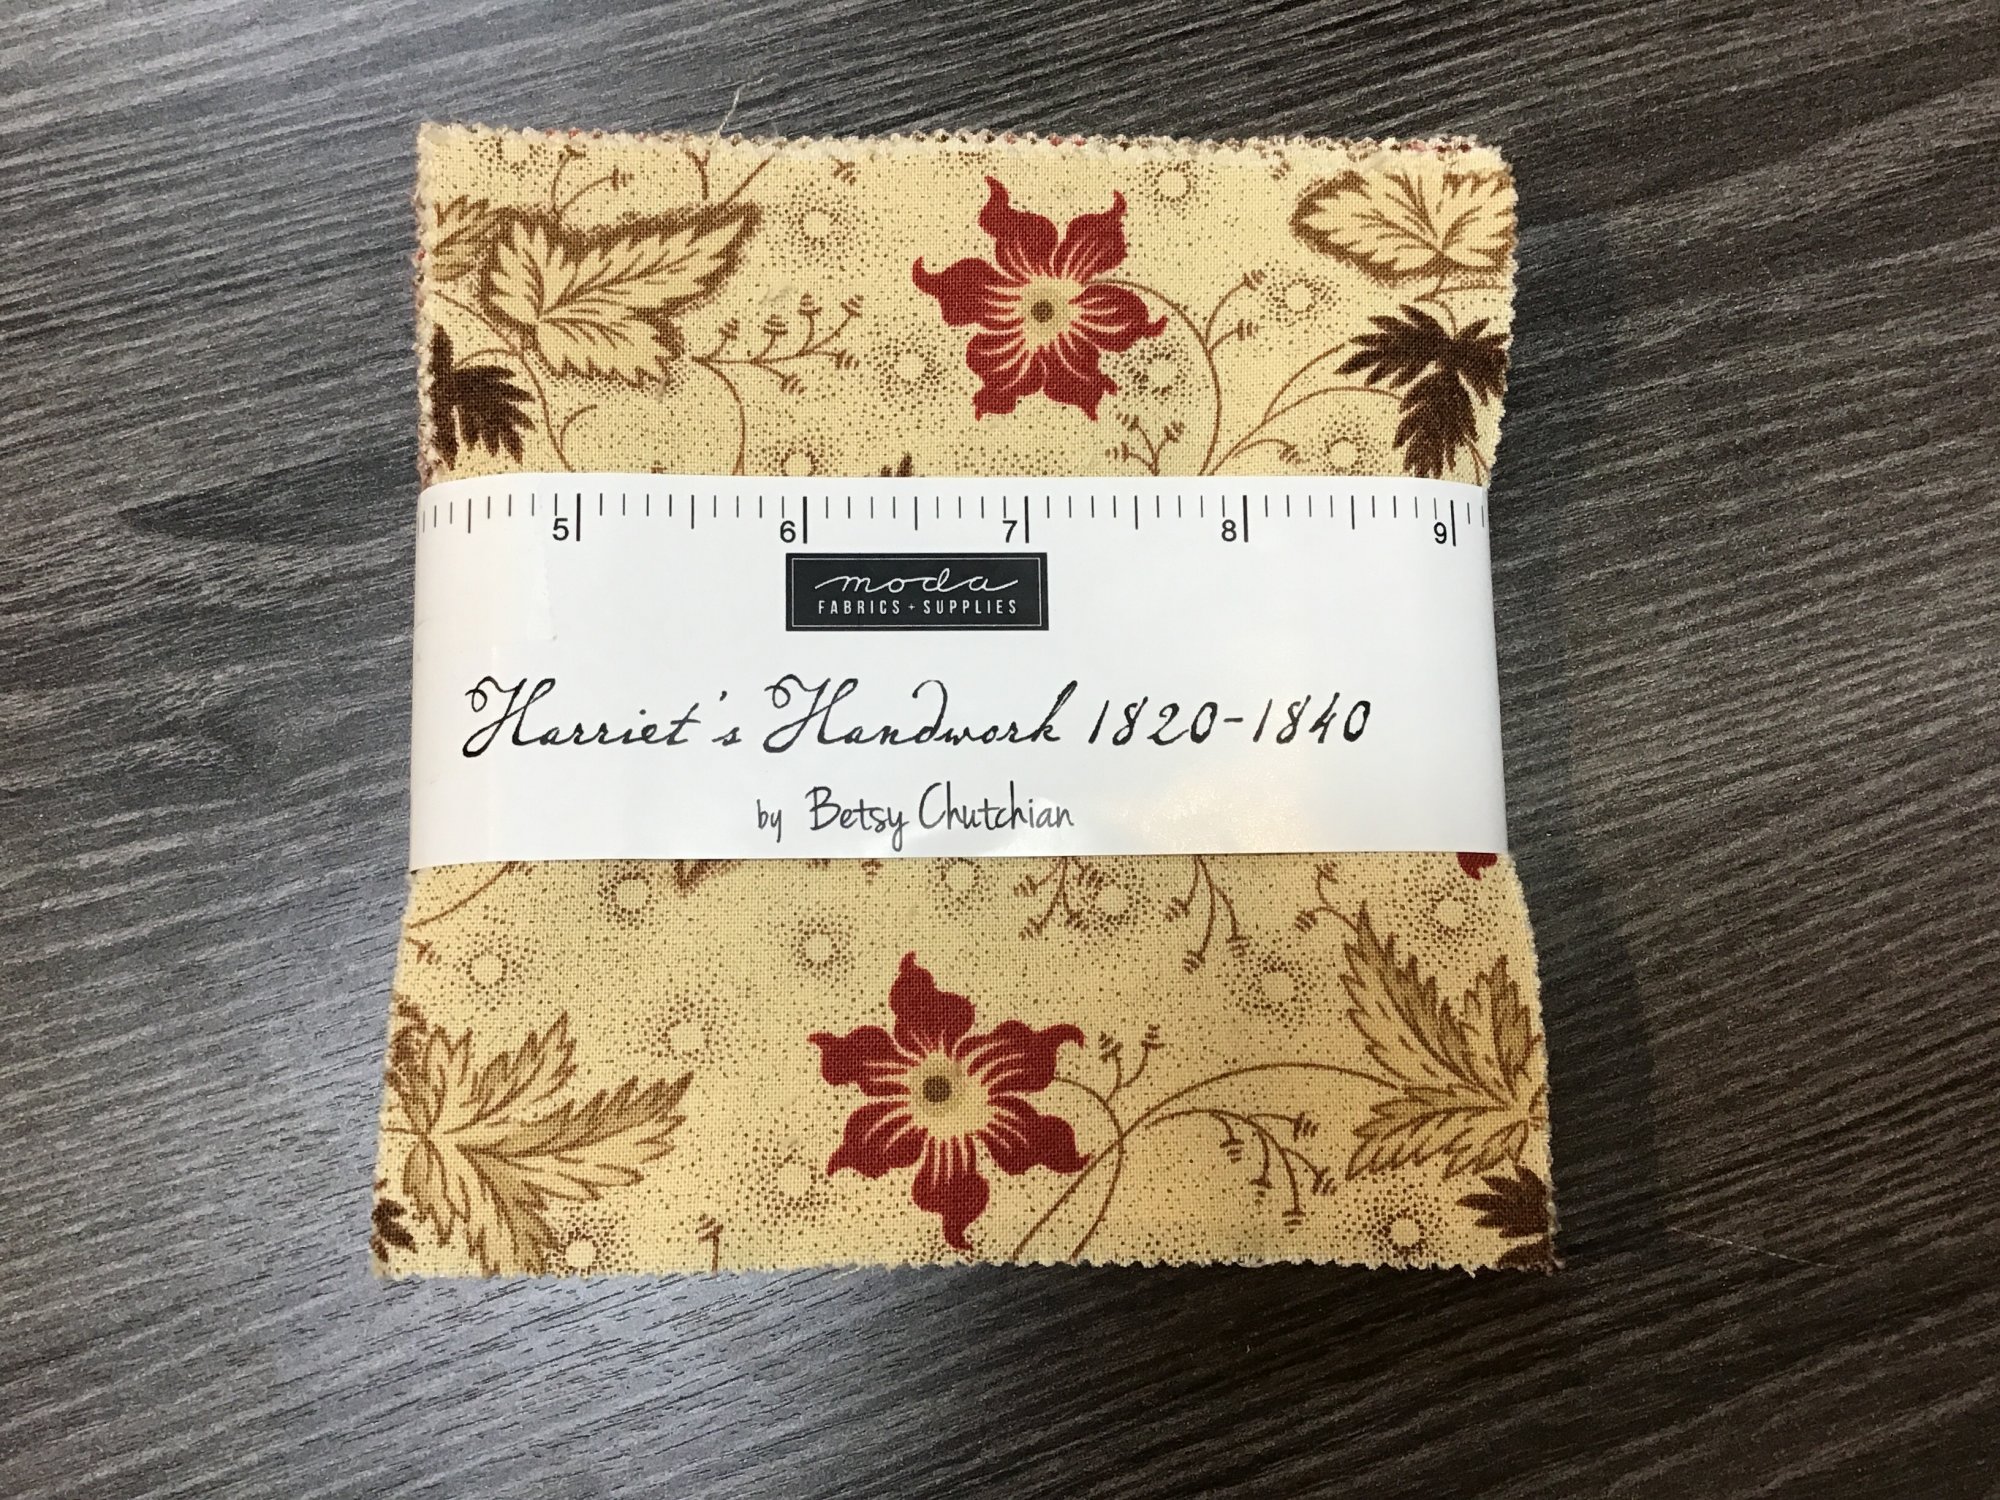 5 6 7 8 9
moda
FABRICS + SUPPLIES
Harriet's Handwork 1820-1840
by Betsy Chutchian